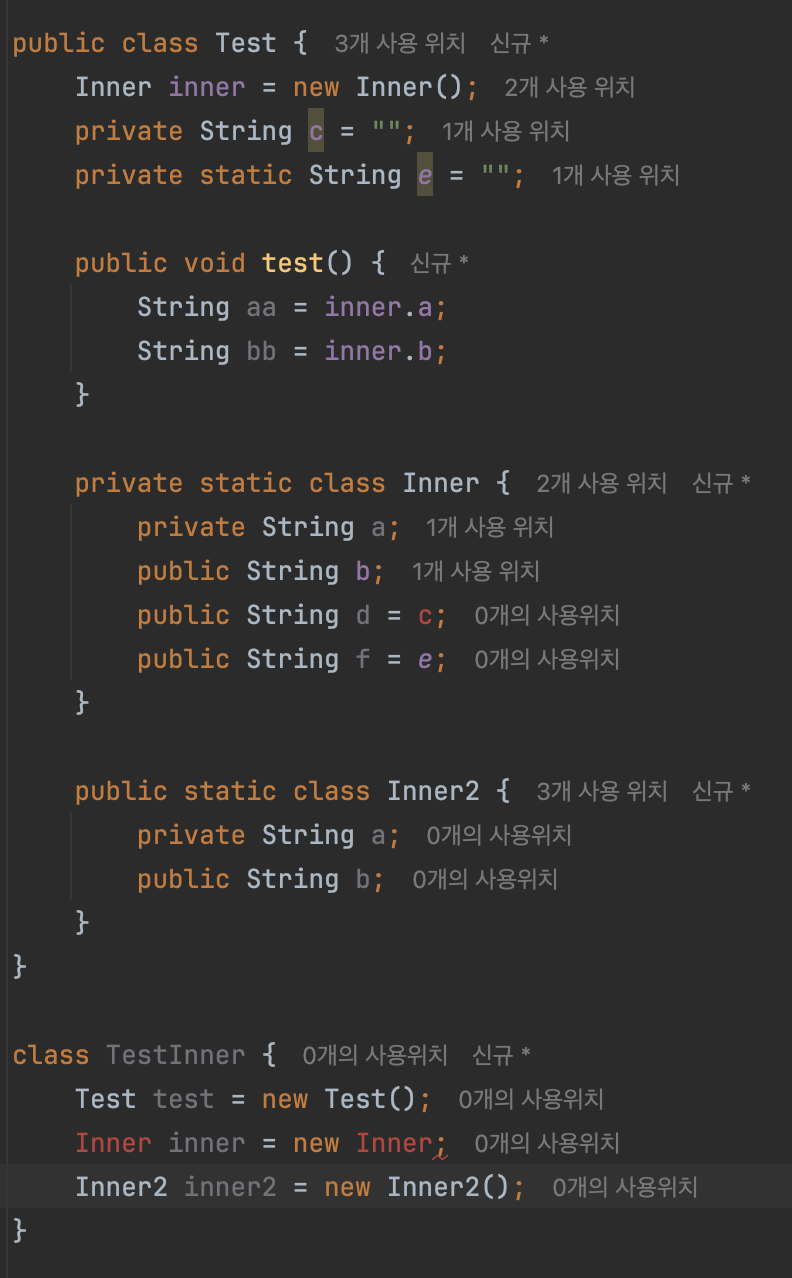 public class Test {  3개 사용 위치  신규 *
    Inner inner = new Inner();  2개 사용 위치
    private String c = "";  1개 사용 위치
    private static String e = "";  1개 사용 위치
    public void test() {  신규 *
        String aa = inner.a;
        String bb = inner.b;
    }
    private static class Inner {  2개 사용 위치  신규 *
        private String a;  1개 사용 위치
        public String b;  1개 사용 위치
        public String d = c;  0개의 사용위치
        public String f = e;  0개의 사용위치
    }
    public static class Inner2 {  3개 사용 위치  신규 *
        private String a;  0개의 사용위치
        public String b;  0개의 사용위치
    }
}
class TestInner {  0개의 사용위치  신규 *
    Test test = new Test();  0개의 사용위치
    Inner inner = new Inner;  0개의 사용위치
    Inner2 inner2 = new Inner2();  0개의 사용위치
}